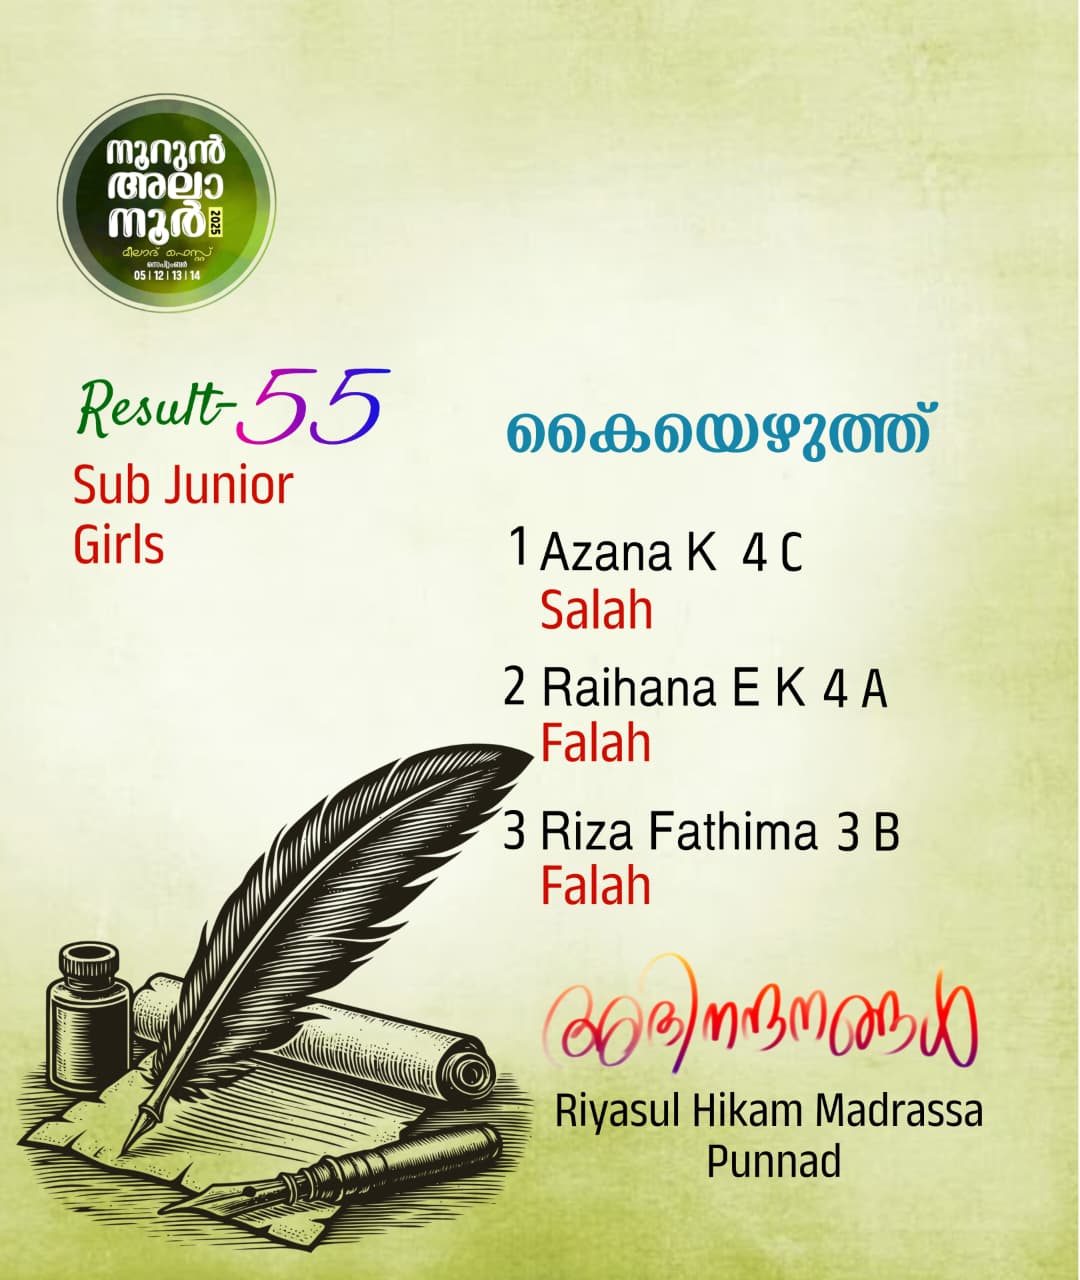 നൂറുൻ
അലാ
നൂർ 2025
മീലാദ് ഫെസ്റ്റ്
സെപ്റ്റംബർ
05 | 12 | 13 | 14
Result-55
Sub Junior
Girls
കൈയെഴുത്ത്
1 Azana K 4 C
Salah
2 Raihana E K 4 A
Falah
3 Riza Fathima 3 B
Falah
അഭിനന്ദനങ്ങൾ
Riyasul Hikam Madrassa
Punnad